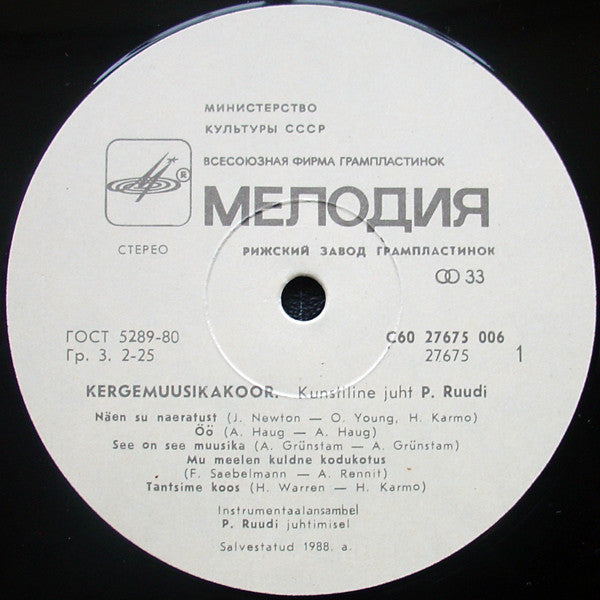 МИНИСТЕРСТВО
КУЛЬТУРЫ СССР
ВСЕСОЮЗНАЯ ФИРМА ГРАМПЛАСТИНОК
®
МЕЛОДИЯ
СТЕРЕО
РИЖСКИЙ ЗАВОД ГРАМПЛАСТИНОК
33
ГОСТ 5289-80
С60 27675 006
Гр. 3. 2-25
27675 1
KERGEMUUSIKAKOOR. Kunstiline juht P. Ruudi
Näen su naeratust (J. Newton — O. Young, H. Karmo)
Öö (A. Haug — A. Haug)
See on see muusika (A. Grünstam — A. Grünstam)
Mu meelen kuldne kodukotus
(F. Saebelmann — A. Rennit)
Tantsime koos (H. Warren — H. Karmo)
Instrumentaalansambel
P. Ruudi juhtimisel
Salvestatud 1988. a.